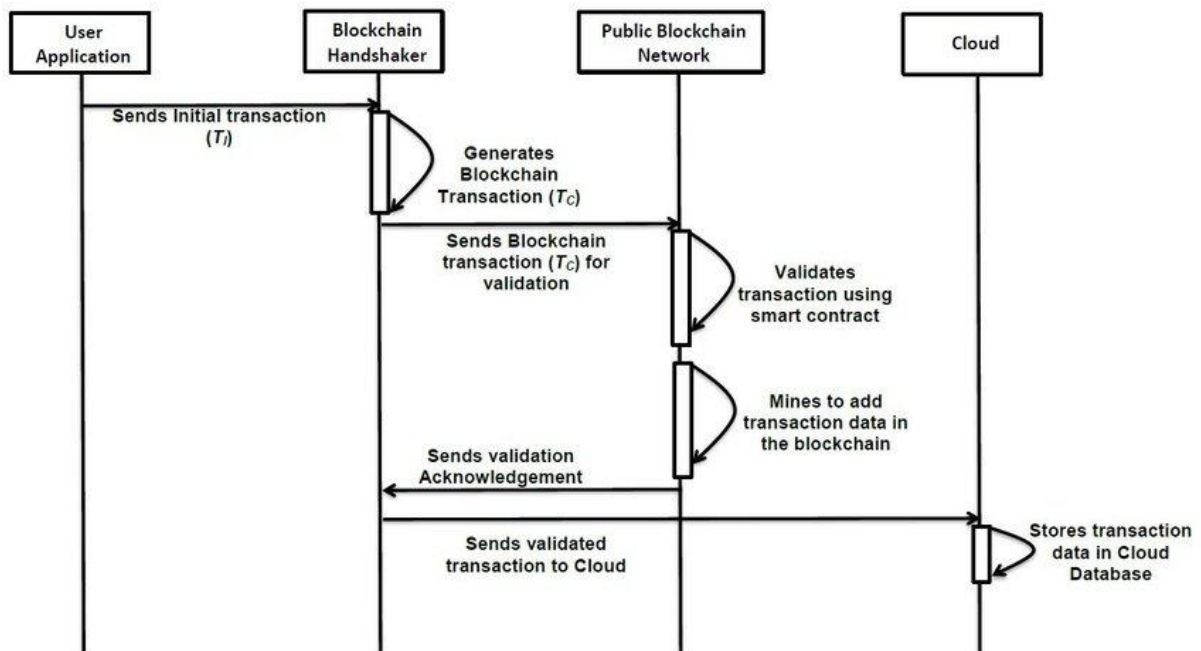 User
Application
Blockchain
Handshaker
Public Blockchain
Network
Cloud
Sends Initial transaction
(TI)
Generates
Blockchain
Transaction (TC)
Sends Blockchain
transaction (TC) for
validation
Validates
transaction using
smart contract
Mines to add
transaction data in
the blockchain
Sends validation
Acknowledgement
Sends validated
transaction to Cloud
Stores transaction
data in Cloud
Database